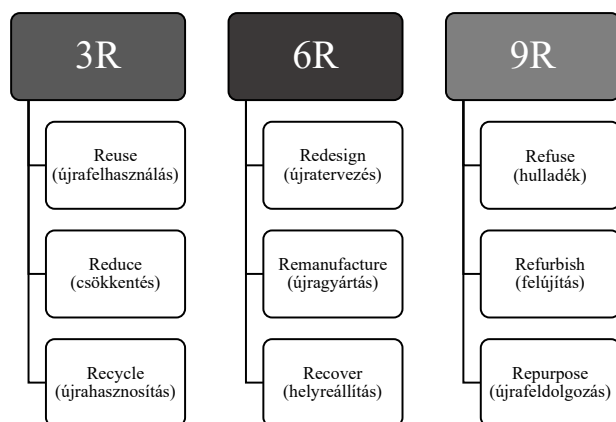 3R
Reuse
(újrafelhasználás)
Reduce
(csökkentés)
Recycle
(újrahasznosítás)
6R
Redesign
(újratervezés)
Remanufacture
(újragyártás)
Recover
(helyreállítás)
9R
Refuse
(hulladék)
Refurbish
(felújítás)
Repurpose
(újrafeldolgozás)